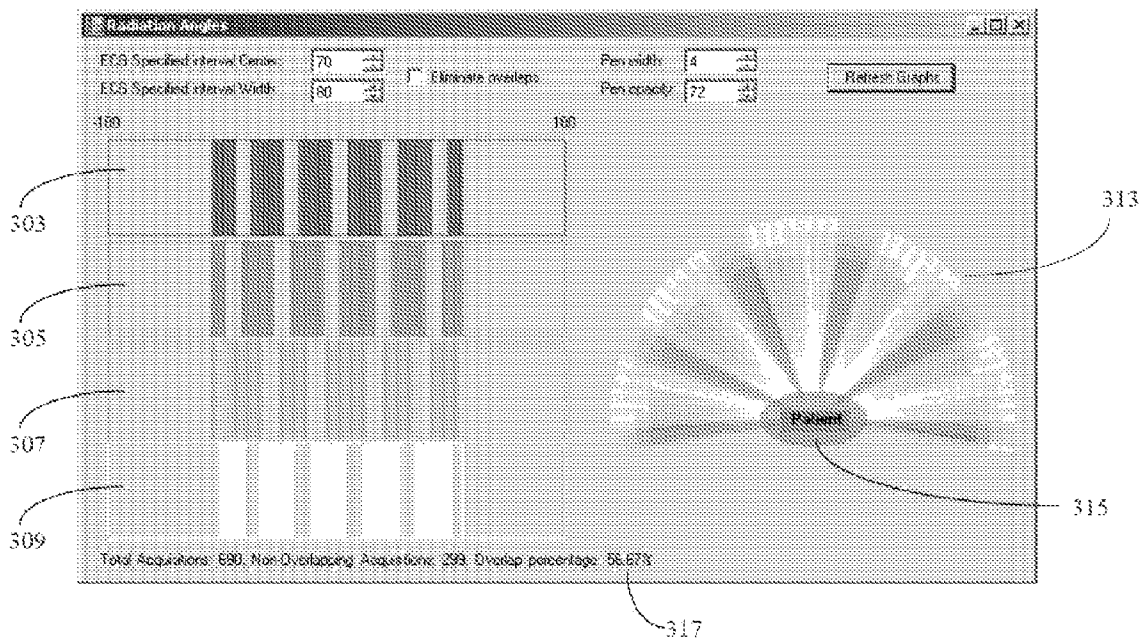 Radiation Angles
ECG Specified interval Center: 70
Eliminate overlaps
Pen width: 4
Refresh Graphs
ECG Specified interval Width: 80
Pen opacity: 72
-100
100
303
305
307
309
313
Patient
315
Total Acquisitions: 690, Non-Overlapping Acquisitions: 299, Overlap percentage: 56.67%
317